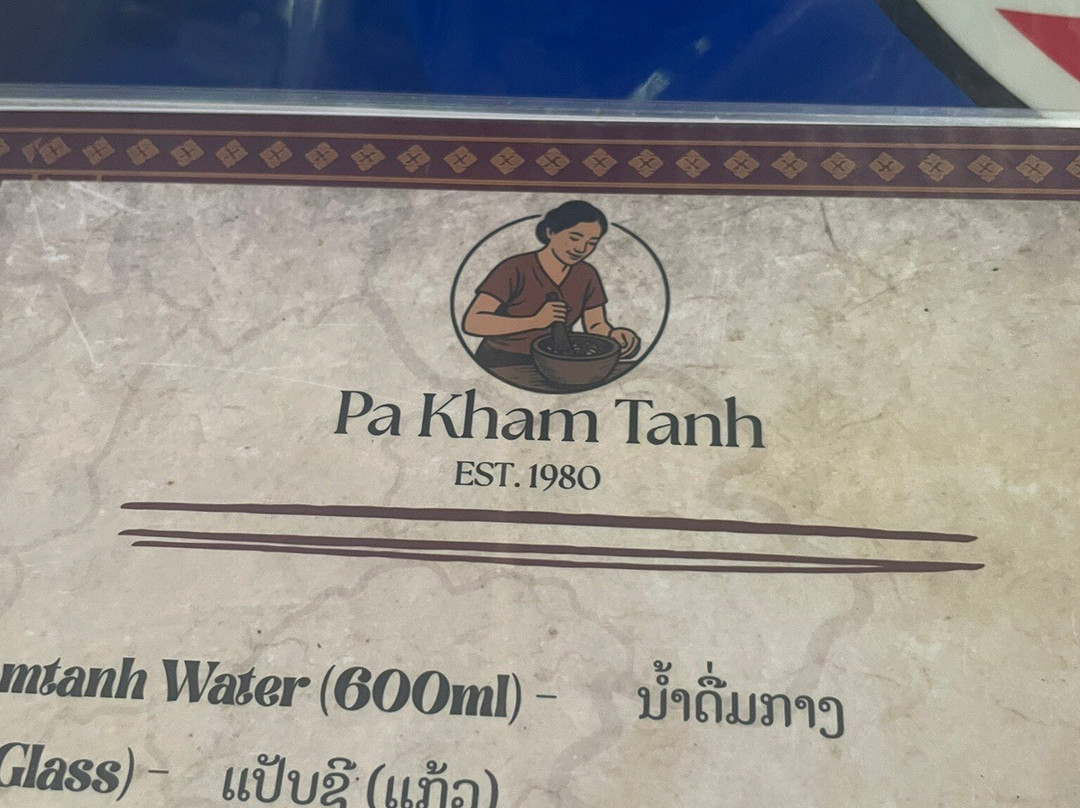 Pa Kham Tanh
EST. 1980
mtanh Water (600ml) - ນ້ຳດື່ມກາງ
Glass) - ແປັບຊີ (ແກ້ວ)